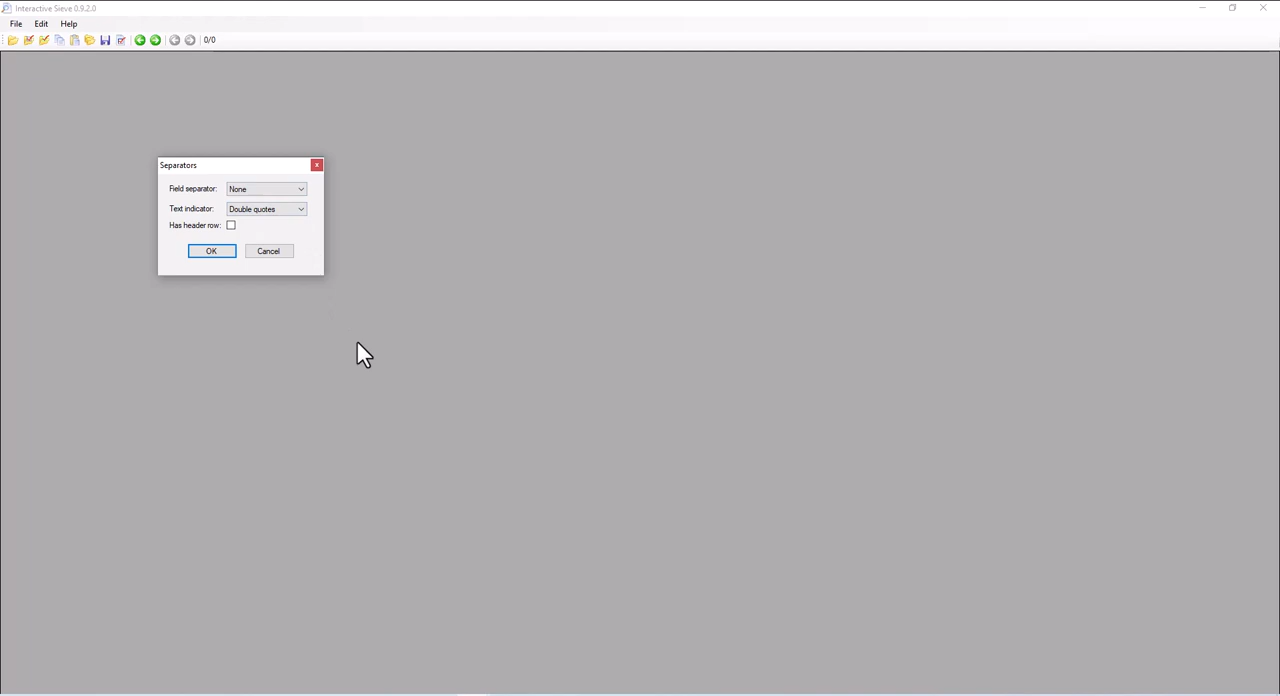 Interactive Sieve 0.9.2.0
File Edit Help
0/0
Separators x
Field separator: None
Text indicator: Double quotes
Has header row:
OK Cancel